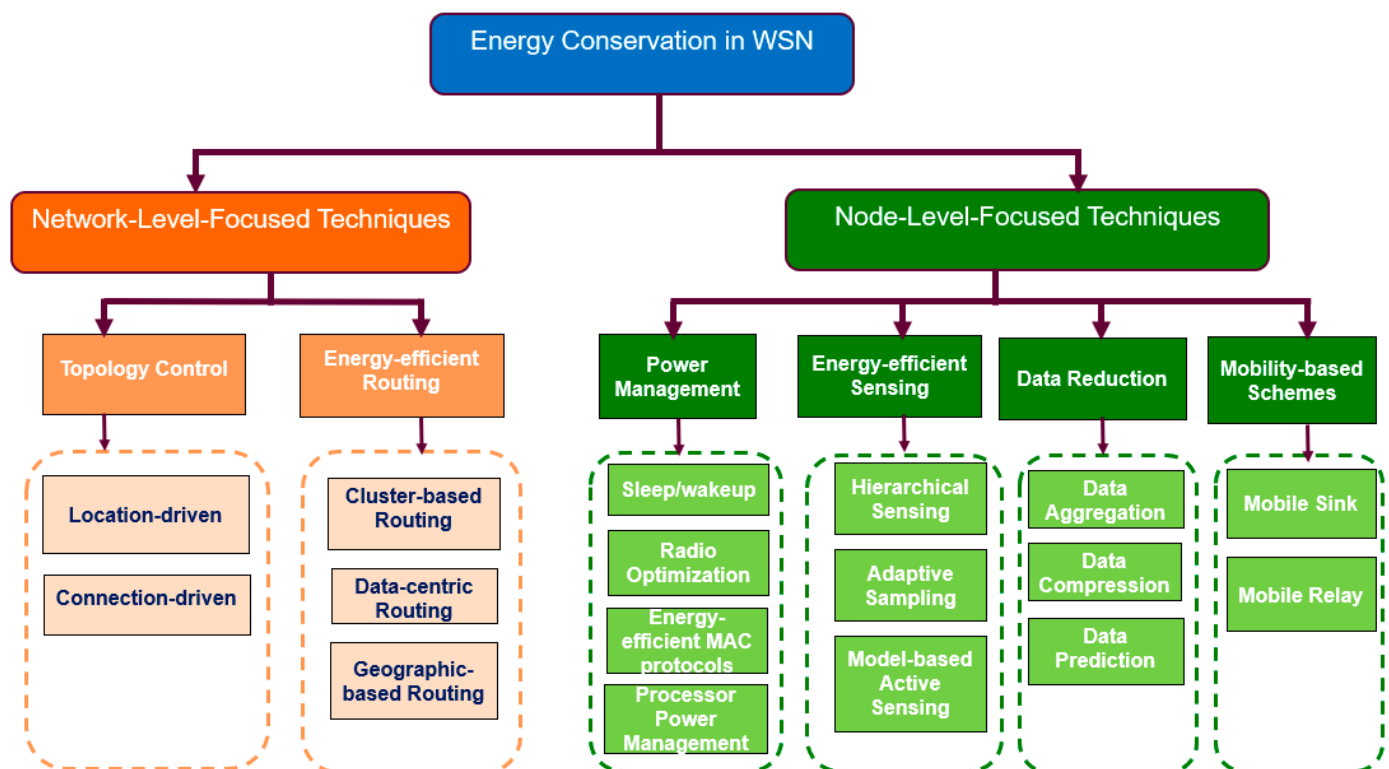 Energy Conservation in WSN
Network-Level-Focused Techniques
Node-Level-Focused Techniques
Topology Control
Energy-efficient
Routing
Power
Management
Energy-efficient
Sensing
Data Reduction
Mobility-based
Schemes
Location-driven
Connection-driven
Cluster-based
Routing
Data-centric
Routing
Geographic-
based Routing
Sleep/wakeup
Radio
Optimization
Energy-
efficient MAC
protocols
Processor
Power
Management
Hierarchical
Sensing
Adaptive
Sampling
Model-based
Active
Sensing
Data
Aggregation
Data
Compression
Data
Prediction
Mobile Sink
Mobile Relay